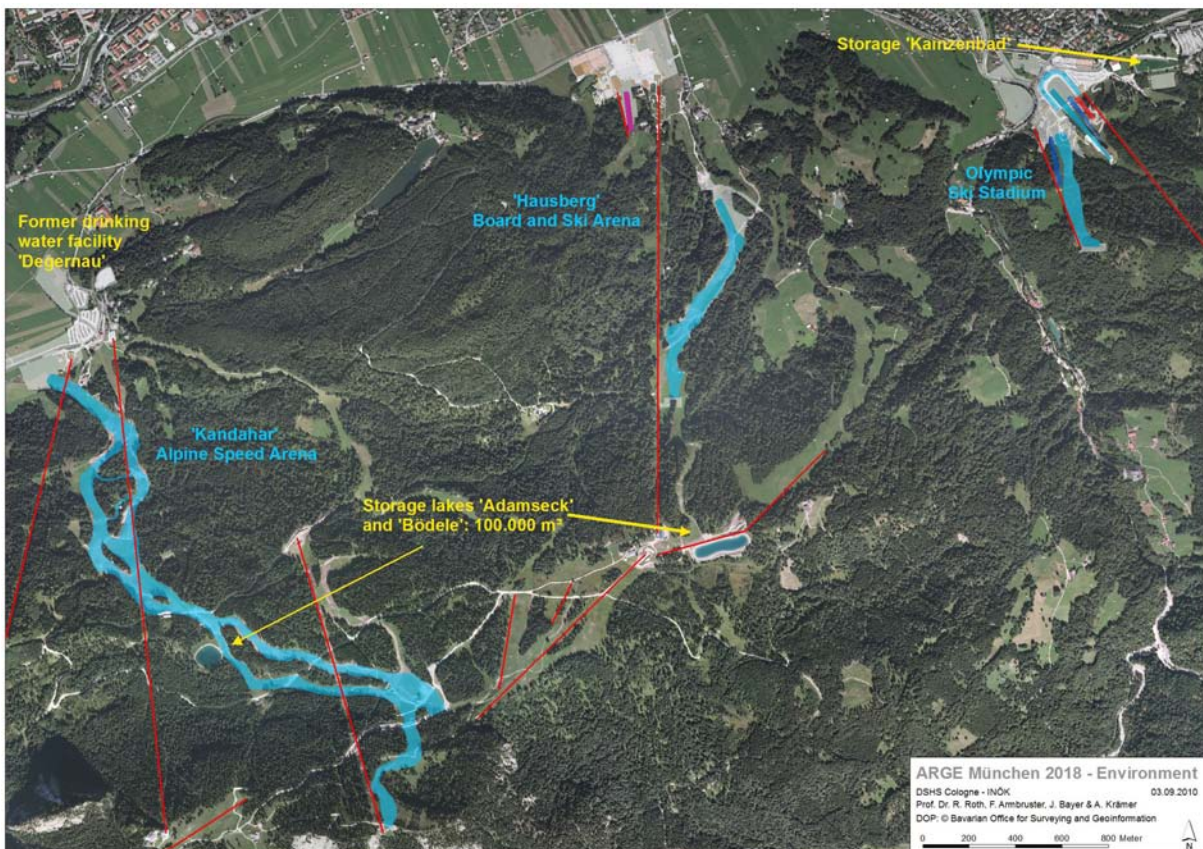 Storage 'Kainzenbad'
Olympic
Ski Stadium
'Hausberg'
Board and Ski Arena
Former drinking
water facility
'Degernau'
'Kandahar'
Alpine Speed Arena
Storage lakes 'Adamseck'
and 'Bödele': 100.000 m³
ARGE München 2018 - Environment
DSHS Cologne - INÖK 03.09.2010
Prof. Dr. R. Roth, F. Armbruster, J. Bayer & A. Krämer
DOP: © Bavarian Office for Surveying and Geoinformation
0 200 400 600 800 Meter
N